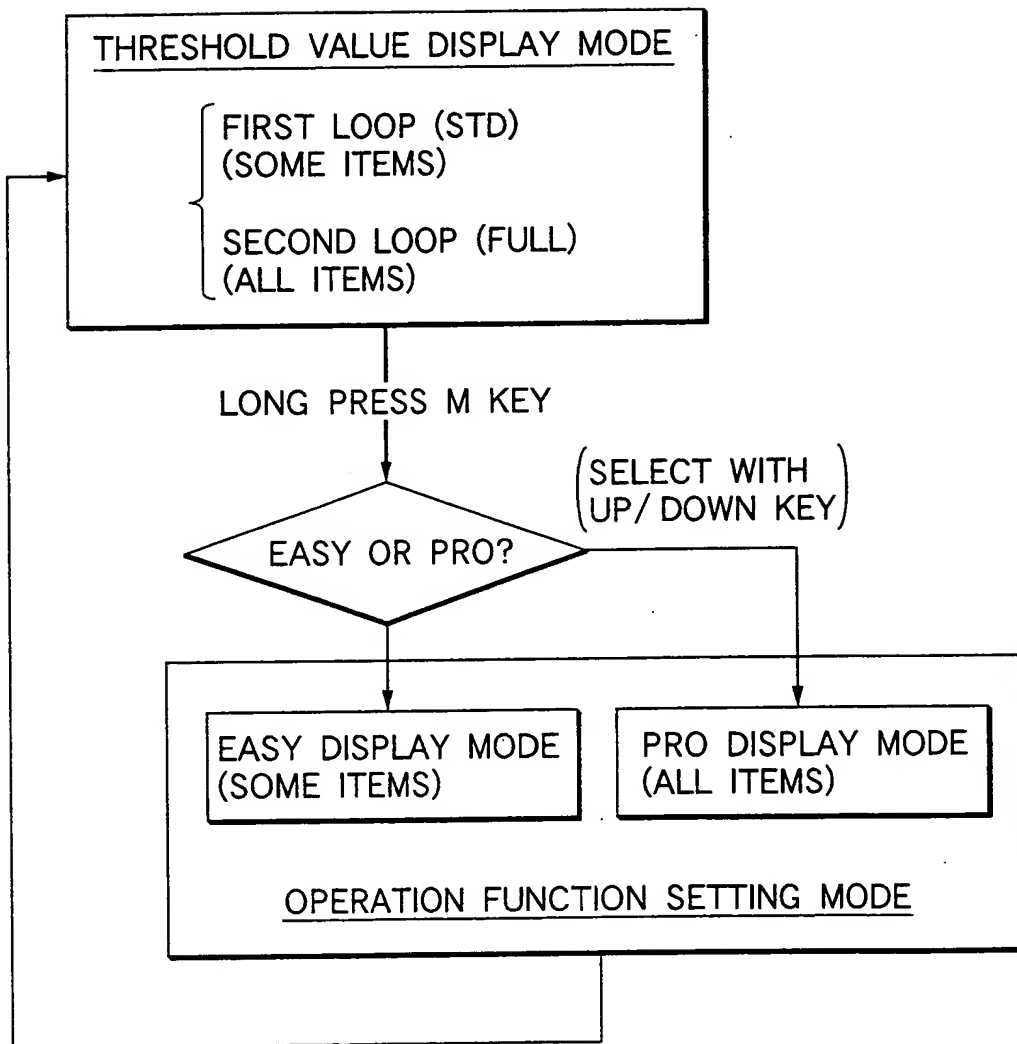 THRESHOLD VALUE DISPLAY MODE
FIRST LOOP (STD)
(SOME ITEMS)
SECOND LOOP (FULL)
(ALL ITEMS)
LONG PRESS M KEY
(SELECT WITH
UP/DOWN KEY)
EASY OR PRO?
EASY DISPLAY MODE
(SOME ITEMS)
PRO DISPLAY MODE
(ALL ITEMS)
OPERATION FUNCTION SETTING MODE